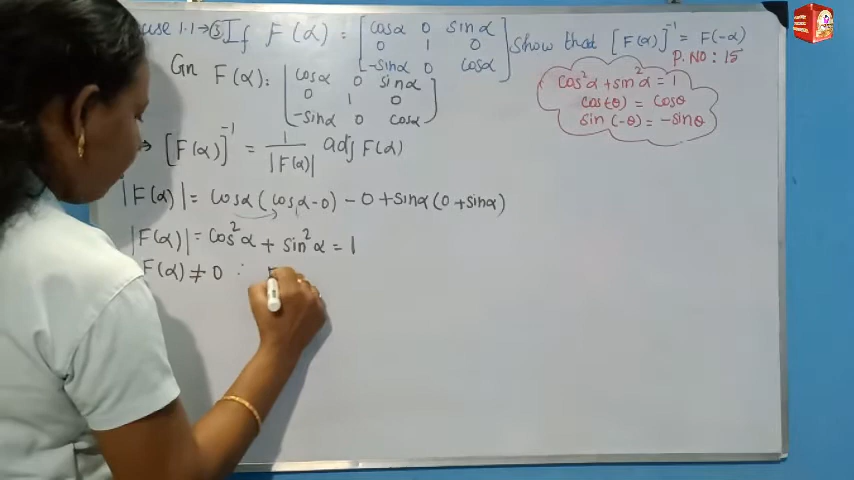 1.1→③ If F(α) = [cosα 0 sinα
0 1 0
-sinα 0 cosα] Show that [F(α)]⁻¹ = F(-α)
P.NO : 15
Gn F(α): [cosα 0 sinα
0 1 0
-sinα 0 cosα]
cos²α + sin²α = 1
cos(-θ) = cosθ
sin(-θ) = -sinθ
→ [F(α)]⁻¹ = 1/|F(α)| adj F(α)
|F(α)| = cosα (cosα-0) - 0 + sinα (0 + sinα)
|F(α)| = cos²α + sin²α = 1
F(α) ≠ 0 :